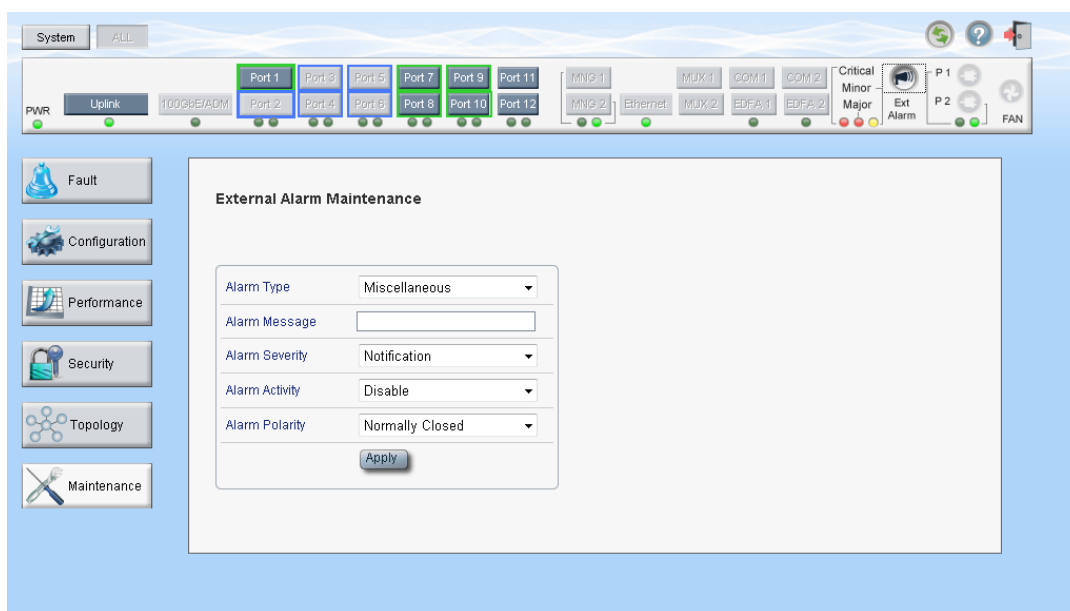 System ALL
Port 1 Port 3 Port 5 Port 7 Port 9 Port 11 MNG 1 MUX 1 COM 1 COM 2 Critical P 1
Minor
PWR Uplink 100GbE/ADM Port 2 Port 4 Port 6 Port 8 Port 10 Port 12 MNG 2 Ethernet MUX 2 EDFA 1 EDFA 2 Major Ext P 2
Alarm FAN
Fault
External Alarm Maintenance
Configuration
Alarm Type Miscellaneous
Performance
Alarm Message
Alarm Severity Notification
Security
Alarm Activity Disable
Topology Alarm Polarity Normally Closed
Apply
Maintenance